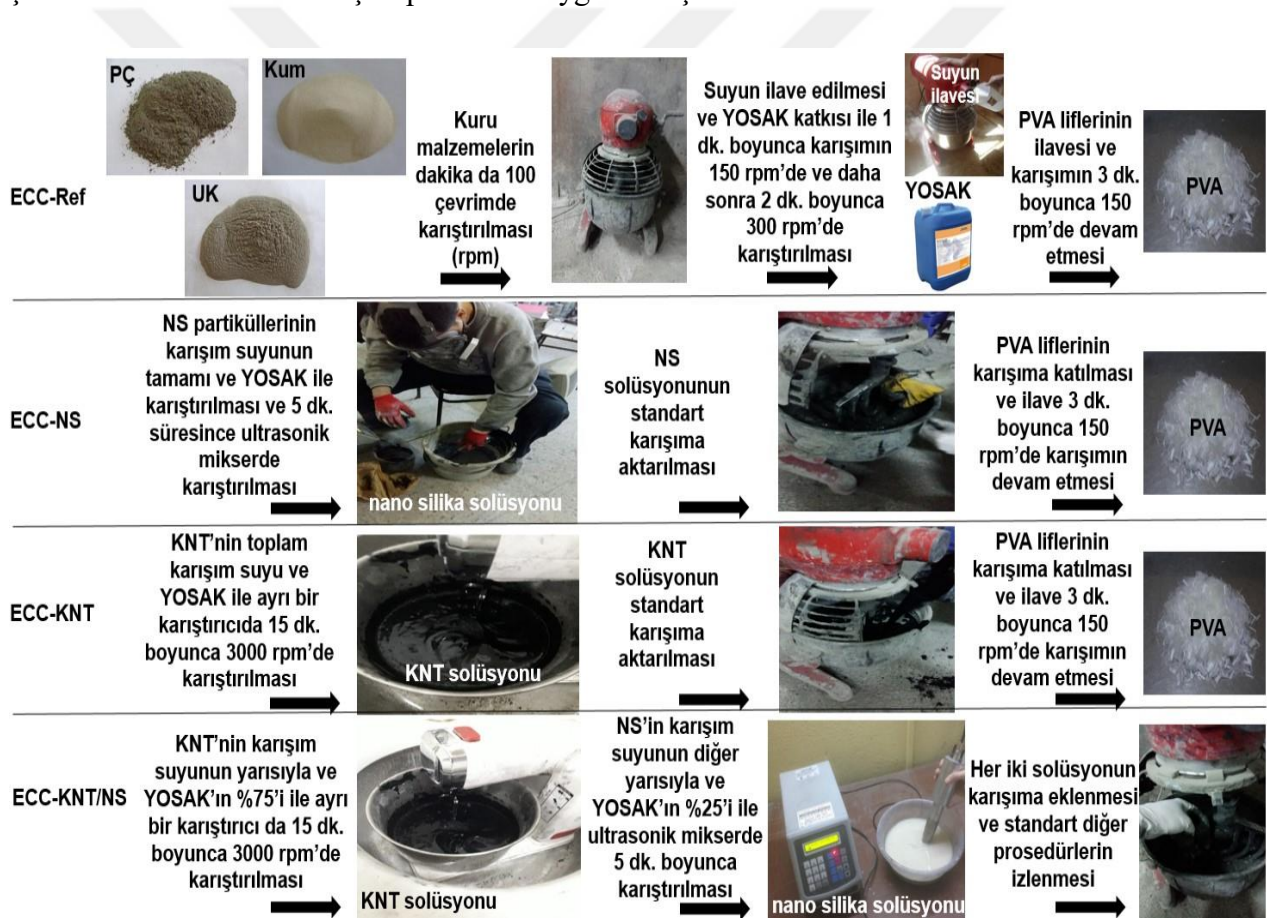 PÇ
Kum
UK
ECC-Ref
Kuru
malzemelerin
dakika da 100
çevrimde
karıştırılması
(rpm)
Suyun ilave edilmesi
ve YOSAK katkısı ile 1
dk. boyunca karışımın
150 rpm’de ve daha
sonra 2 dk. boyunca
300 rpm’de
karıştırılması
Suyun
ilavesi
YOSAK
PVA liflerinin
ilavesi ve
karışımın 3 dk.
boyunca 150
rpm’de devam
etmesi
PVA
ECC-NS
NS partiküllerinin
karışım suyunun
tamamı ve YOSAK ile
karıştırılması ve 5 dk.
süresince ultrasonik
mikserde
karıştırılması
nano silika solüsyonu
NS
solüsyonunun
standart
karışıma
aktarılması
PVA liflerinin
karışıma katılması
ve ilave 3 dk.
boyunca 150
rpm’de karışımın
devam etmesi
PVA
ECC-KNT
KNT’nin toplam
karışım suyu ve
YOSAK ile ayrı bir
karıştırıcıda 15 dk.
boyunca 3000 rpm’de
karıştırılması
KNT solüsyonu
KNT
solüsyonun
standart
karışıma
aktarılması
PVA liflerinin
karışıma katılması
ve ilave 3 dk.
boyunca 150
rpm’de karışımın
devam etmesi
PVA
ECC-KNT/NS
KNT’nin karışım
suyunun yarısıyla ve
YOSAK’ın %75’i ile ayrı
bir karıştırıcı da 15 dk.
boyunca 3000 rpm’de
karıştırılması
KNT solüsyonu
NS’in karışım
suyunun diğer
yarısıyla ve
YOSAK’ın %25’i ile
ultrasonik mikserde
5 dk. boyunca
karıştırılması
nano silika solüsyonu
Her iki solüsyonun
karışıma eklenmesi
ve standart diğer
prosedürlerin
izlenmesi